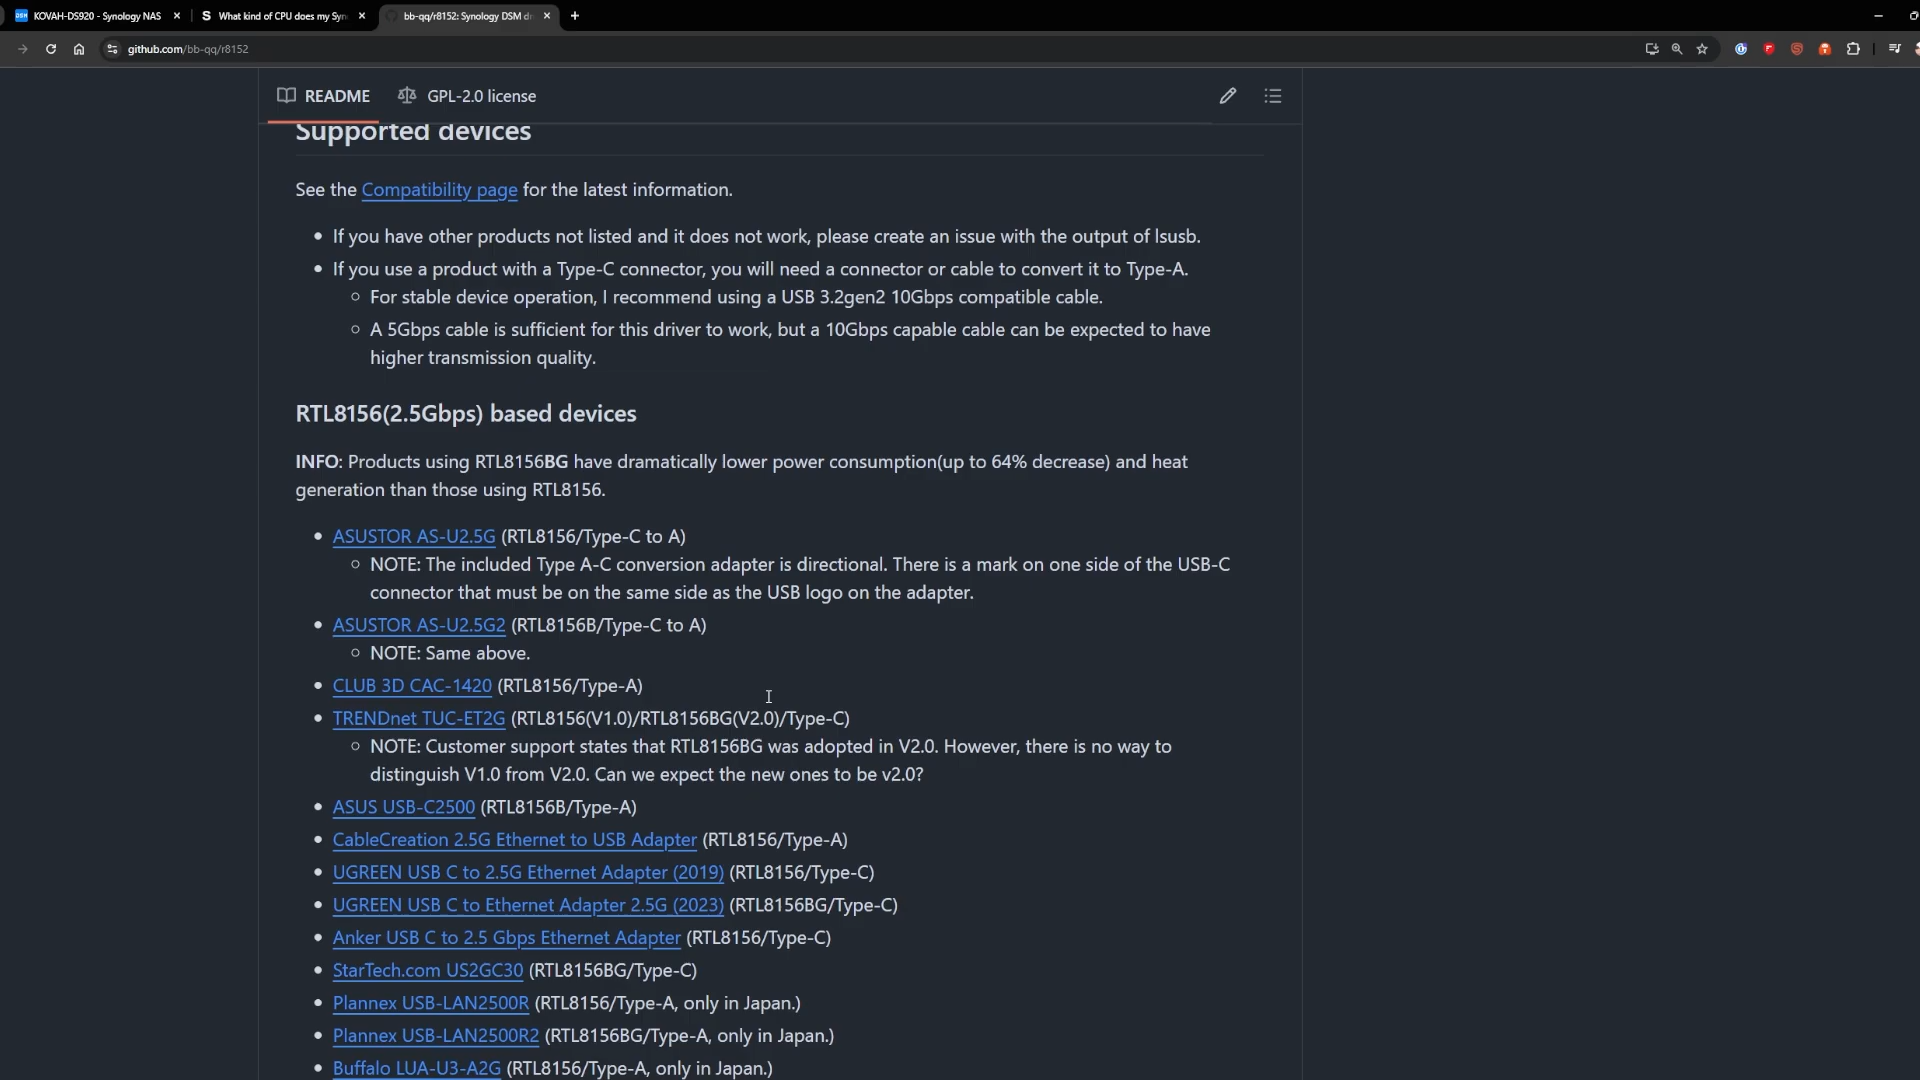 KOVAH-DS920 - Synology NAS
What kind of CPU does my Syn
bb-qq/r8152: Synology DSM d
github.com/bb-qq/r8152
README
GPL-2.0 license
Supported devices
See the Compatibility page for the latest information.
• If you have other products not listed and it does not work, please create an issue with the output of lsusb.
• If you use a product with a Type-C connector, you will need a connector or cable to convert it to Type-A.
○ For stable device operation, I recommend using a USB 3.2gen2 10Gbps compatible cable.
○ A 5Gbps cable is sufficient for this driver to work, but a 10Gbps capable cable can be expected to have
higher transmission quality.
RTL8156(2.5Gbps) based devices
INFO: Products using RTL8156BG have dramatically lower power consumption(up to 64% decrease) and heat
generation than those using RTL8156.
• ASUSTOR AS-U2.5G (RTL8156/Type-C to A)
○ NOTE: The included Type A-C conversion adapter is directional. There is a mark on one side of the USB-C
connector that must be on the same side as the USB logo on the adapter.
• ASUSTOR AS-U2.5G2 (RTL8156B/Type-C to A)
○ NOTE: Same above.
• CLUB 3D CAC-1420 (RTL8156/Type-A)
• TRENDnet TUC-ET2G (RTL8156(V1.0)/RTL8156BG(V2.0)/Type-C)
○ NOTE: Customer support states that RTL8156BG was adopted in V2.0. However, there is no way to
distinguish V1.0 from V2.0. Can we expect the new ones to be v2.0?
• ASUS USB-C2500 (RTL8156B/Type-A)
• CableCreation 2.5G Ethernet to USB Adapter (RTL8156/Type-A)
• UGREEN USB C to 2.5G Ethernet Adapter (2019) (RTL8156/Type-C)
• UGREEN USB C to Ethernet Adapter 2.5G (2023) (RTL8156BG/Type-C)
• Anker USB C to 2.5 Gbps Ethernet Adapter (RTL8156/Type-C)
• StarTech.com US2GC30 (RTL8156BG/Type-C)
• Plannex USB-LAN2500R (RTL8156/Type-A, only in Japan.)
• Plannex USB-LAN2500R2 (RTL8156BG/Type-A, only in Japan.)
• Buffalo LUA-U3-A2G (RTL8156/Type-A, only in Japan.)